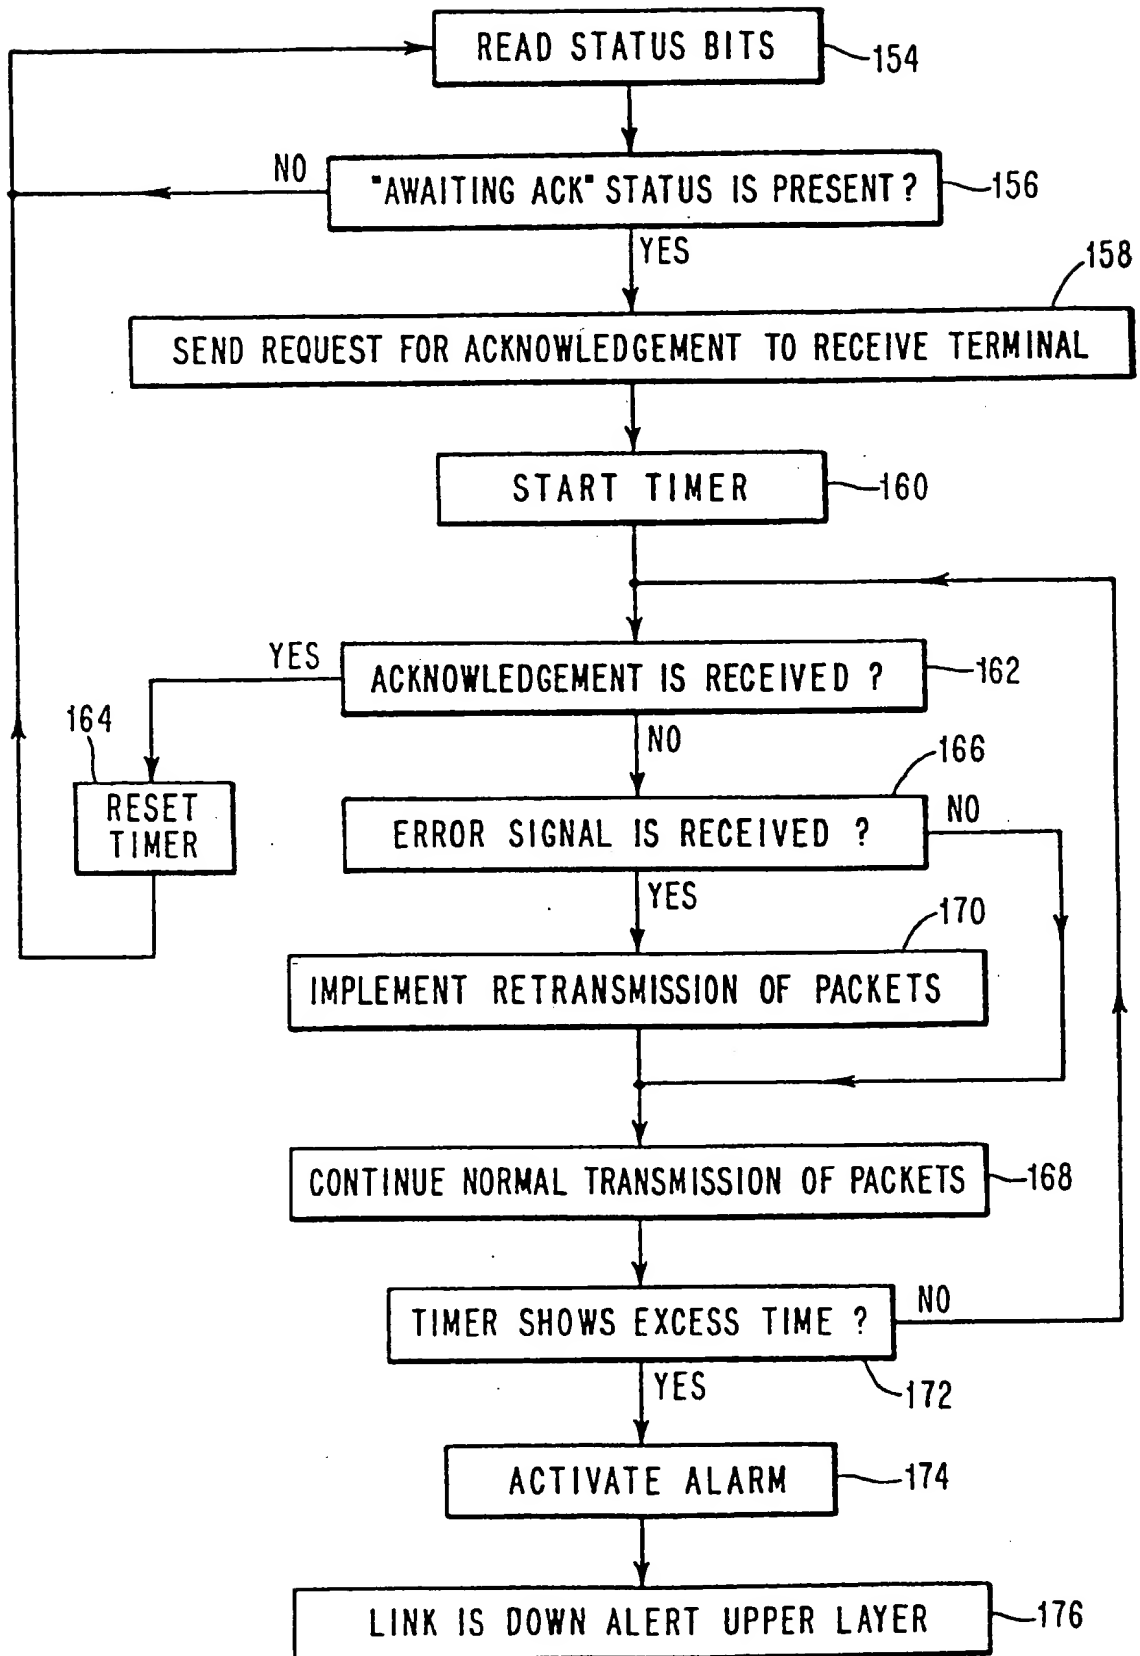 READ STATUS BITS
154
NO
"AWAITING ACK" STATUS IS PRESENT?
156
YES
158
SEND REQUEST FOR ACKNOWLEDGEMENT TO RECEIVE TERMINAL
START TIMER
160
YES
ACKNOWLEDGEMENT IS RECEIVED ?
162
164
NO
166
RESET
TIMER
ERROR SIGNAL IS RECEIVED ?
NO
YES
170
IMPLEMENT RETRANSMISSION OF PACKETS
CONTINUE NORMAL TRANSMISSION OF PACKETS
168
TIMER SHOWS EXCESS TIME ?
NO
172
YES
ACTIVATE ALARM
174
LINK IS DOWN ALERT UPPER LAYER
176